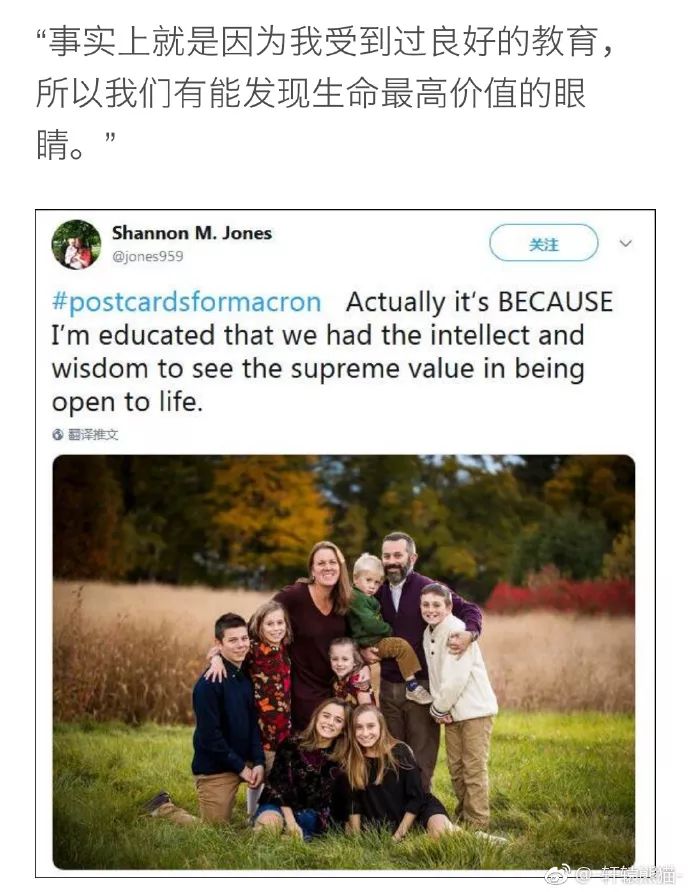 “事实上就是因为我受到过良好的教育，
所以我们有能发现生命最高价值的眼
睛。”
Shannon M. Jones
@jones959
关注
#postcardsformacron Actually it's BECAUSE
I'm educated that we had the intellect and
wisdom to see the supreme value in being
open to life.
翻译推文